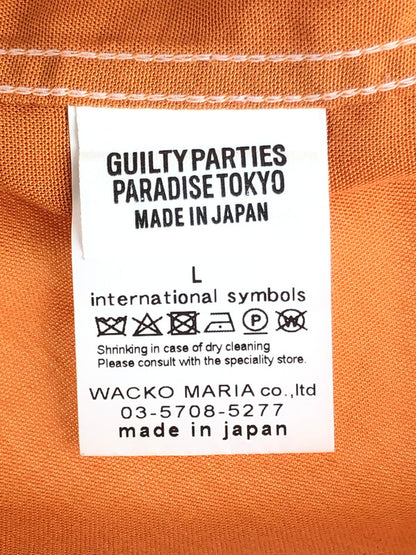 GUILTY PARTIES
PARADISE TOKYO
MADE IN JAPAN
L
international symbols
P W
Shrinking in case of dry cleaning
Please consult with the speciality store.
WACKO MARIA co.,ltd
03-5708-5277
made in japan